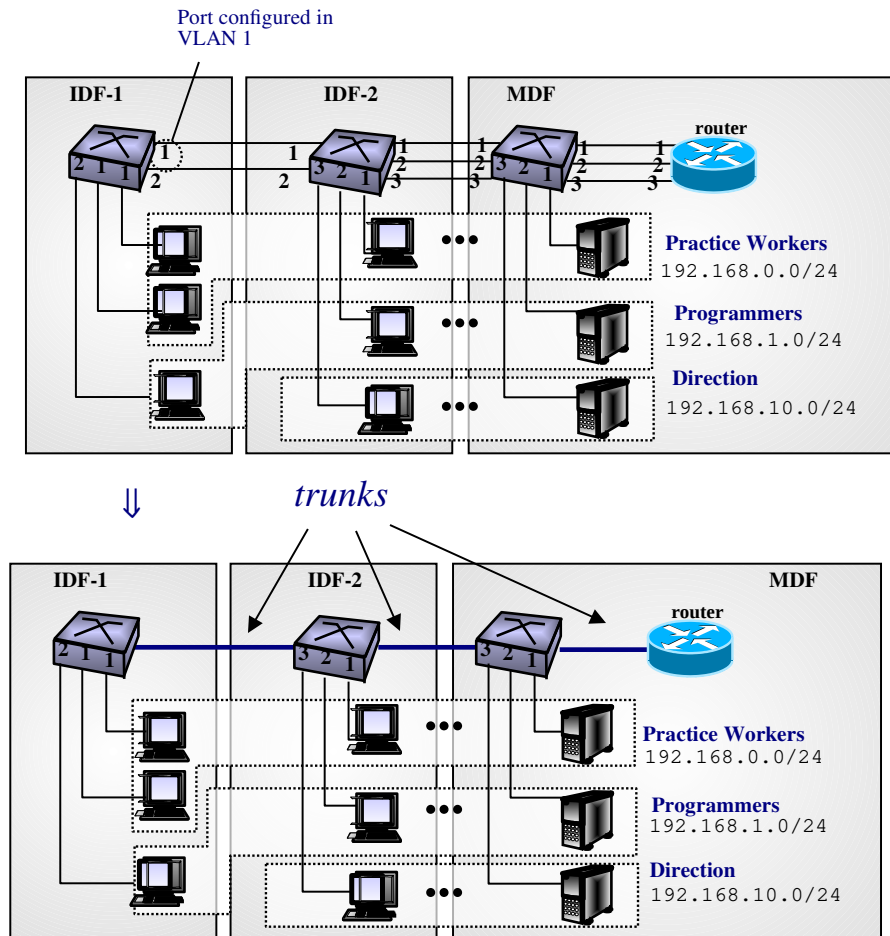 Port configured in
VLAN 1
IDF-1
IDF-2
MDF
router
1
1
1
1
1
1
2
2
2
2
2
2
3
3
3
3
2 1 1
3 2 1
3 2 1
Practice Workers
192.168.0.0/24
Programmers
192.168.1.0/24
Direction
192.168.10.0/24
⇓
trunks
IDF-1
IDF-2
MDF
router
2 1 1
3 2 1
3 2 1
Practice Workers
192.168.0.0/24
Programmers
192.168.1.0/24
Direction
192.168.10.0/24